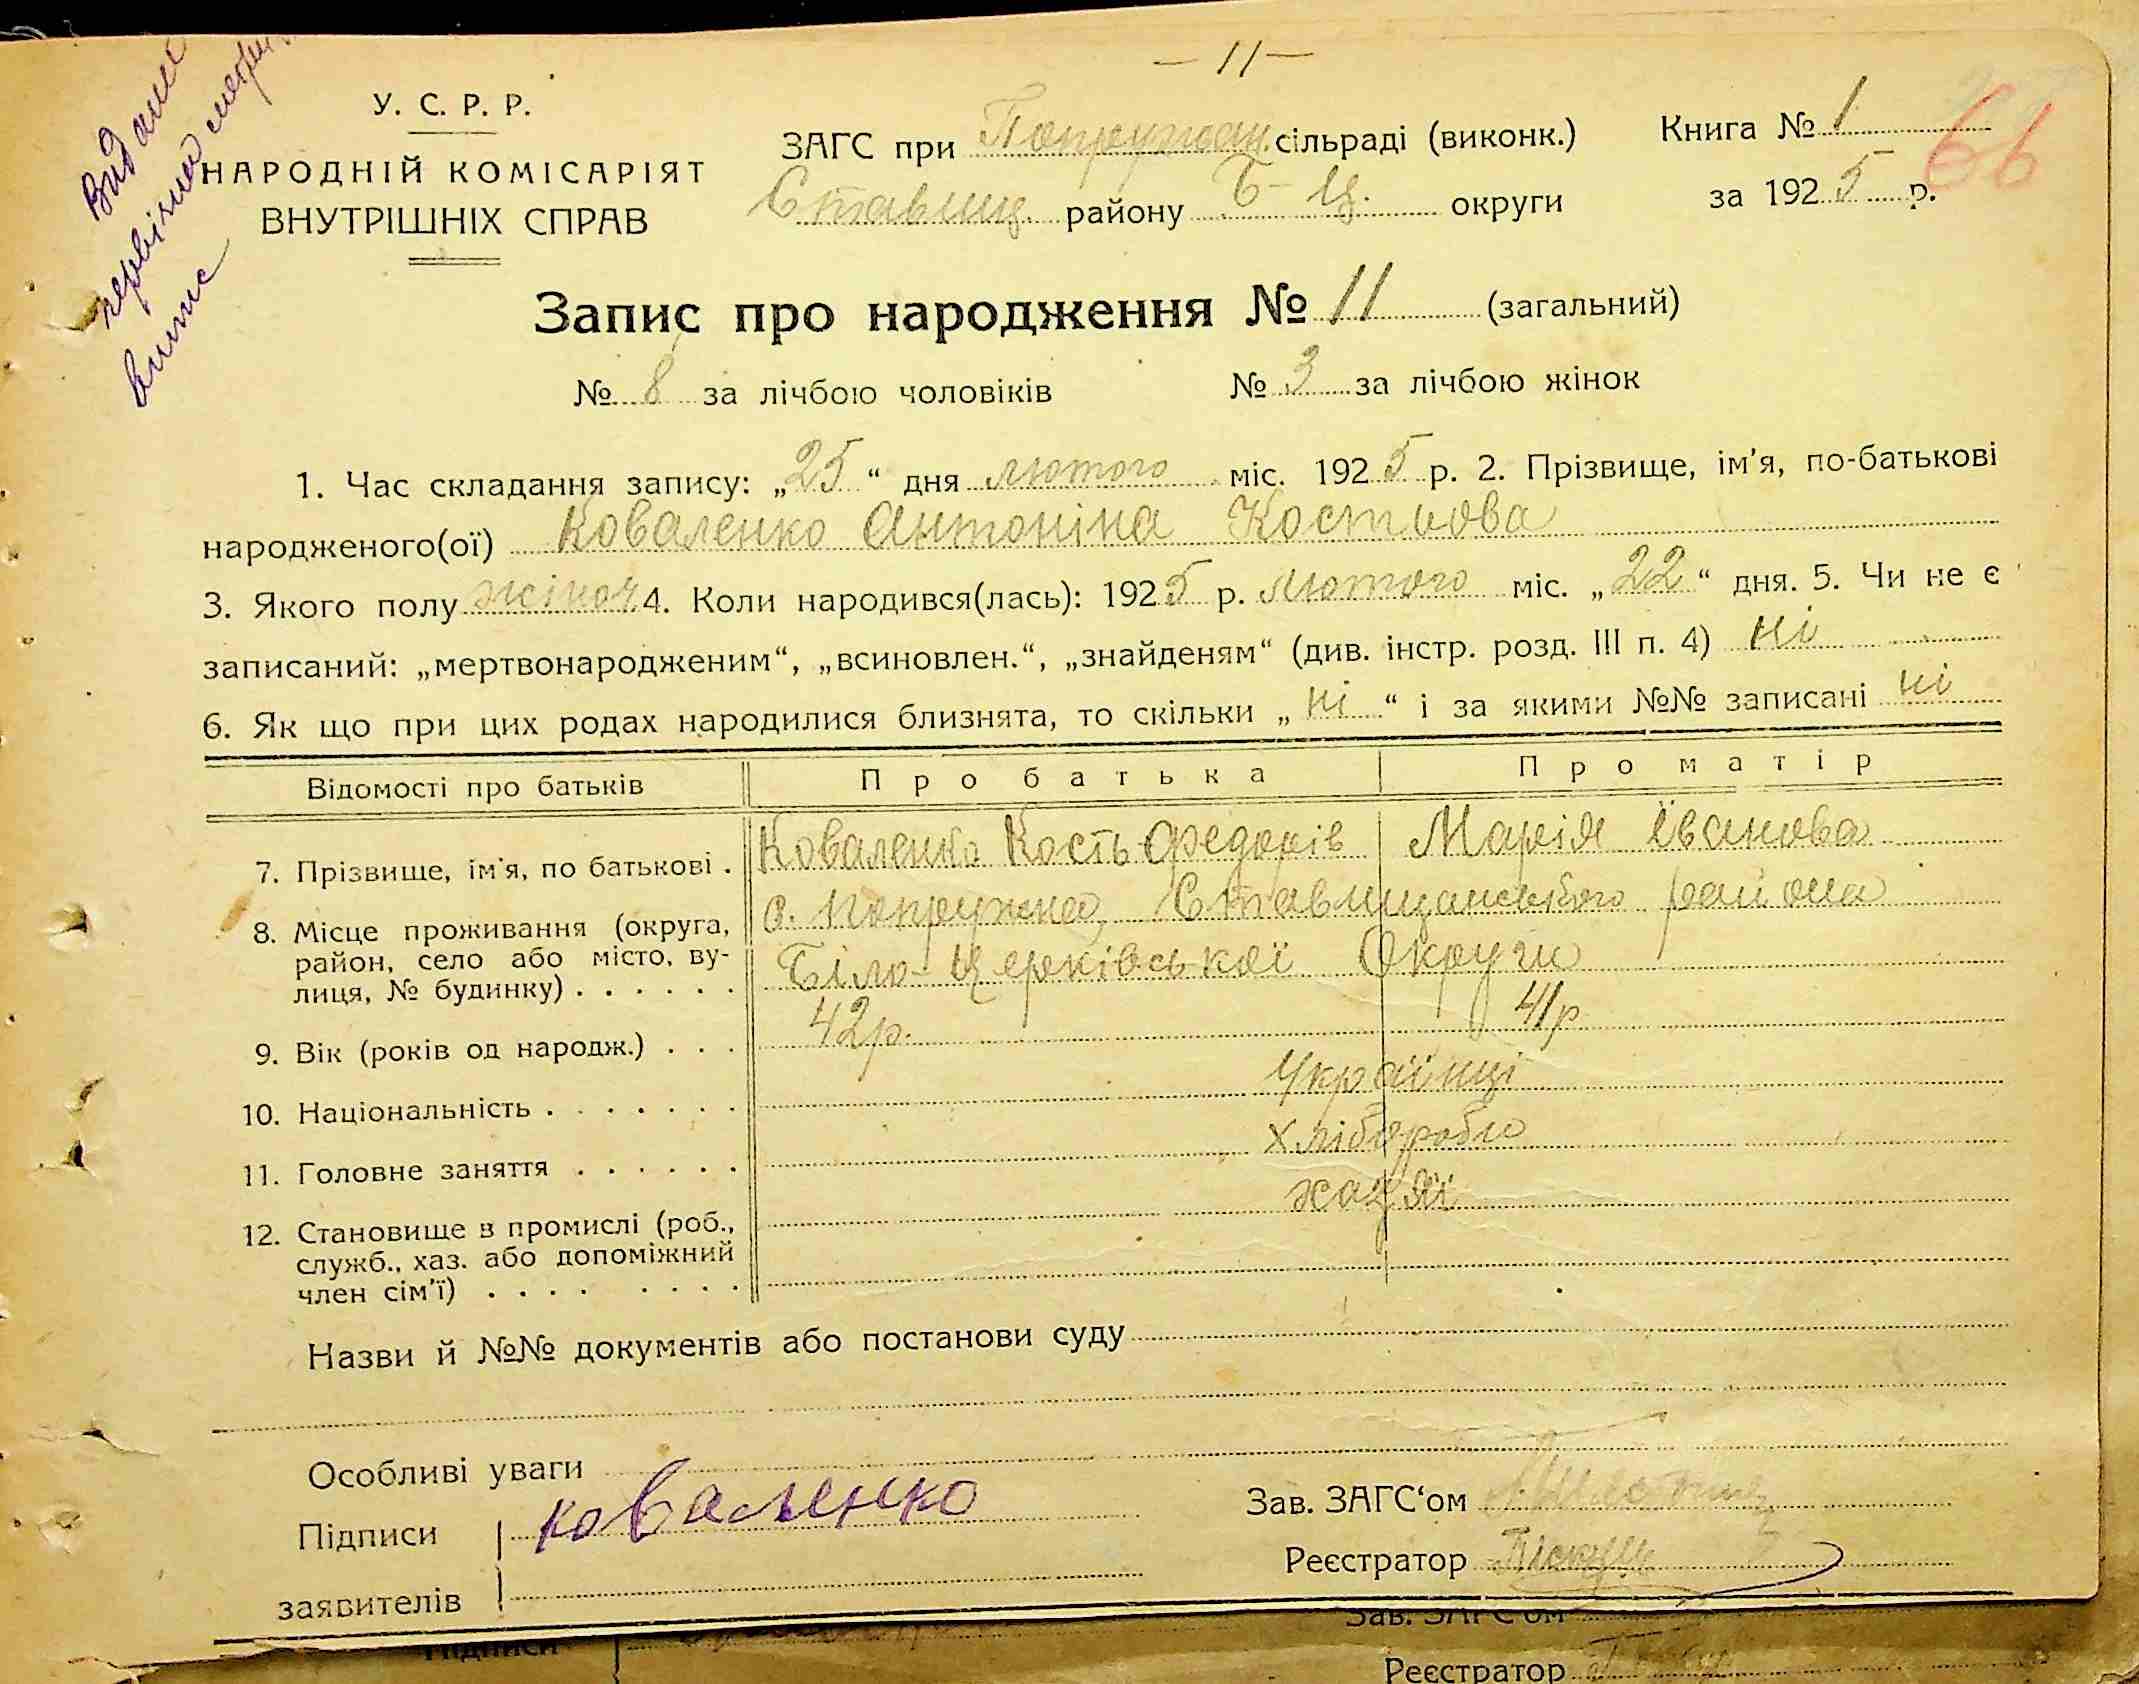 — 11 —
Видані
первісна
витис
У. С. Р. Р.
НАРОДНІЙ КОМІСАРІЯТ
ВНУТРІШНІХ СПРАВ
ЗАГС при Попружан. сільраді (виконк.)
Ставищ. району Б-Ц. округи
Книга № 1
за 1925 р.
66
Запис про народження № 11 (загальний)
№ 8 за лічбою чоловіків № 3 за лічбою жінок
1. Час складання запису: „25“ дня лютого міс. 1925 р. 2. Прізвище, ім'я, по-батькові
народженого(ої) Коваленко Антоніна Костьова
3. Якого полу жіноч. 4. Коли народився(лась): 1925 р. лютого міс. „22“ дня. 5. Чи не є
записаний: „мертвонародженим“, „всиновлен.“, „знайденям“ (див. інстр. розд. III п. 4) ні
6. Як що при цих родах народилися близнята, то скільки „ні“ і за якими №№ записані ні
Відомості про батьків Про батька Про матір
7. Прізвище, ім'я, по батькові . Коваленко Кость Федорів Марія Іванова
8. Місце проживання (округа, район, село або місто, ву-
лиця, № будинку) . . . . . . с. Попружна Ставищанського района
Біло-Церківської Округи
9. Вік (років од народж.) . . . 42р. 41р
10. Національність . . . . . . . Українці
11. Головне заняття . . . . . . Хлібороби
12. Становище в промислі (роб.,
служб., хаз. або допоміжний
член сім'ї) . . . . . . . . хазяї
Назви й №№ документів або постанови суду
Особливі уваги
Підписи
заявителів
Коваленко
Зав. ЗАГС'ом
Реєстратор
Зав. ЗАГС'ом
Підписи
Реєстратор